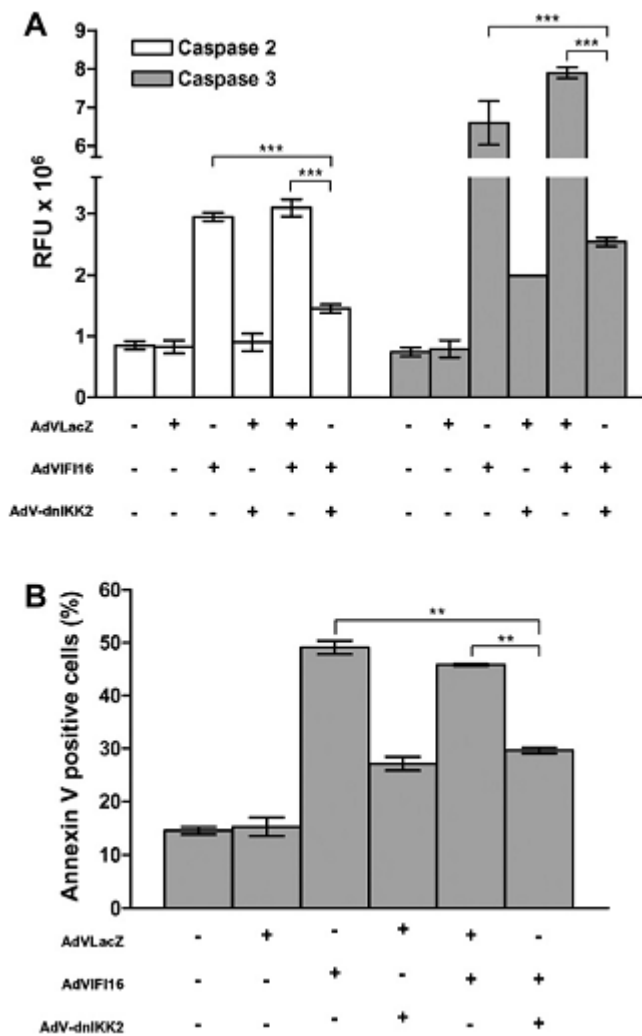 A
Caspase 2
Caspase 3
***
***
***
***
RFU x 10⁶
9
8
7
6
3
2
1
0
AdVLacZ - + - + + - - + - + + -
AdVIFI16 - - + - + + - - + - + +
AdV-dnIKK2 - - - + - + - - - + - +
B
**
**
Annexin V positive cells (%)
60
50
40
30
20
10
0
AdVLacZ - + - + + -
AdVIFI16 - - + - + +
AdV-dnIKK2 - - - + - +